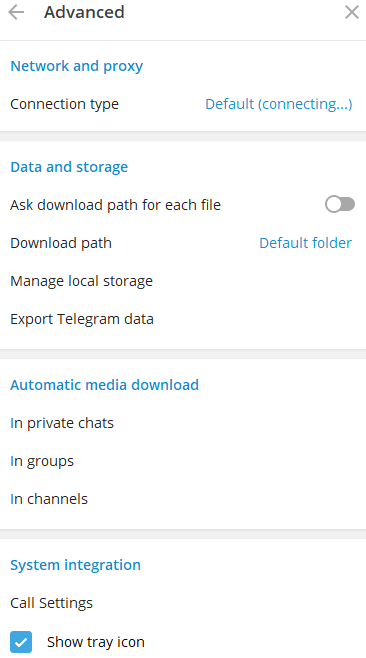 Advanced
Network and proxy
Connection type Default (connecting...)
Data and storage
Ask download path for each file
Download path Default folder
Manage local storage
Export Telegram data
Automatic media download
In private chats
In groups
In channels
System integration
Call Settings
Show tray icon